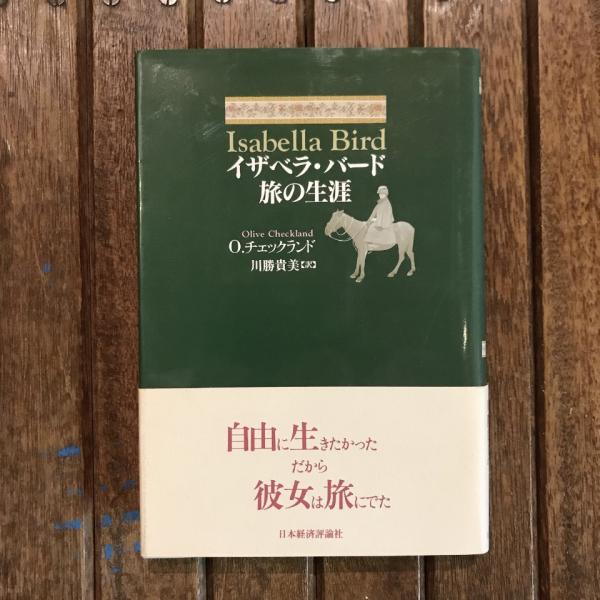 Isabella Bird
イザベラ・バード
旅の生涯
Olive Checkland
O.チェックランド
川勝貴美【訳】
自由に生きたかった
だから
彼女は旅にでた
日本経済評論社